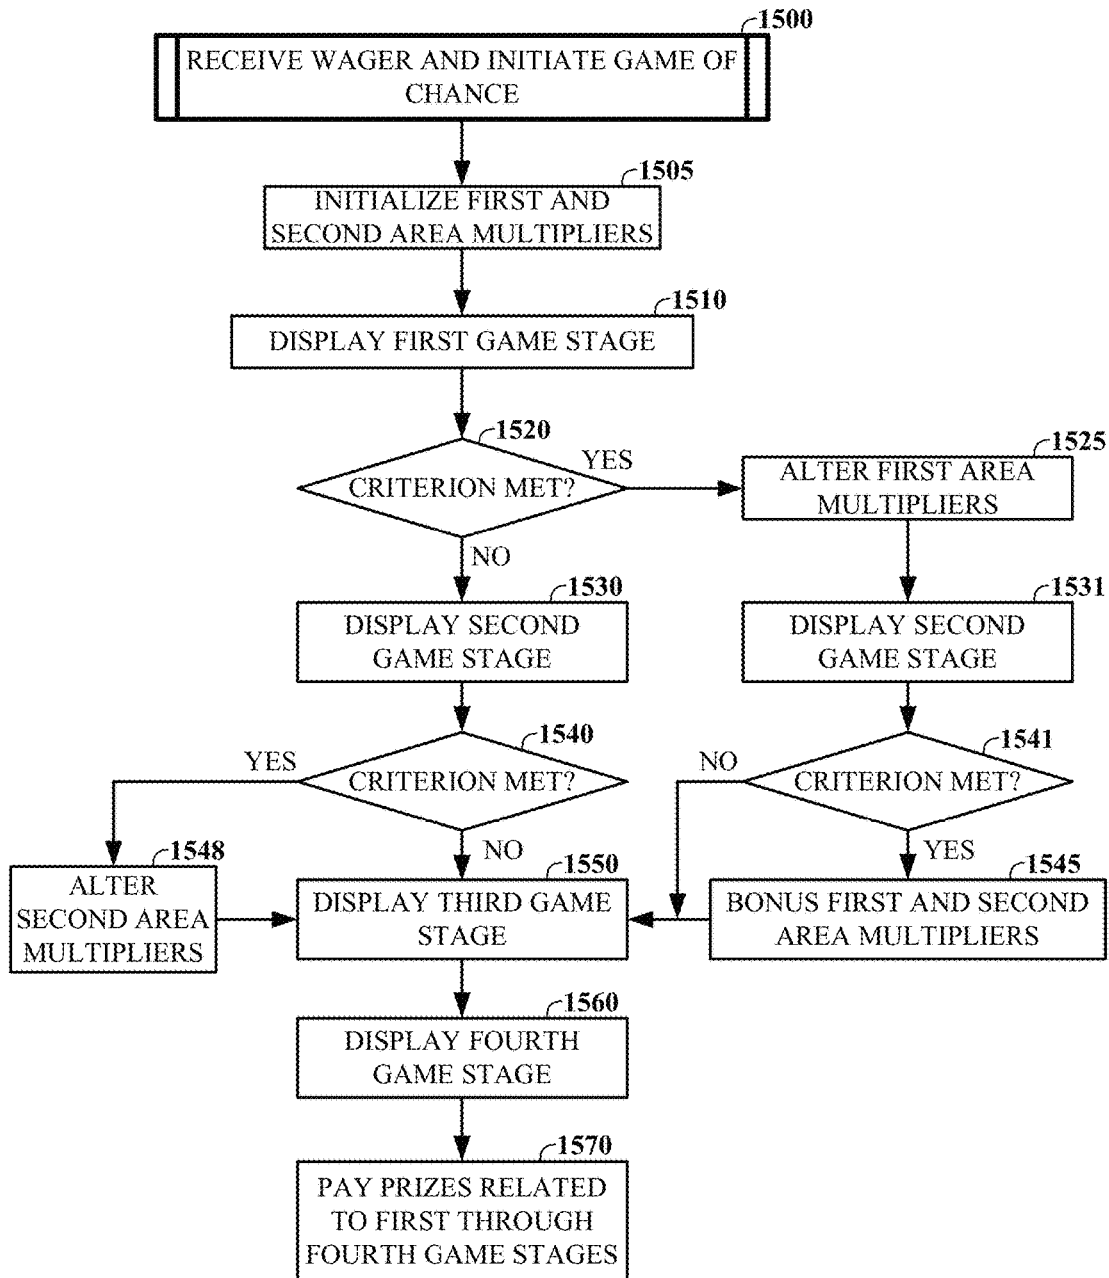 1500
RECEIVE WAGER AND INITIATE GAME OF
CHANCE
1505
INITIALIZE FIRST AND
SECOND AREA MULTIPLIERS
1510
DISPLAY FIRST GAME STAGE
1520
CRITERION MET?
YES
NO
1525
ALTER FIRST AREA
MULTIPLIERS
1530
DISPLAY SECOND
GAME STAGE
1531
DISPLAY SECOND
GAME STAGE
1540
CRITERION MET?
YES
NO
1541
CRITERION MET?
NO
YES
1548
ALTER
SECOND AREA
MULTIPLIERS
1550
DISPLAY THIRD GAME
STAGE
1545
BONUS FIRST AND SECOND
AREA MULTIPLIERS
1560
DISPLAY FOURTH
GAME STAGE
1570
PAY PRIZES RELATED
TO FIRST THROUGH
FOURTH GAME STAGES